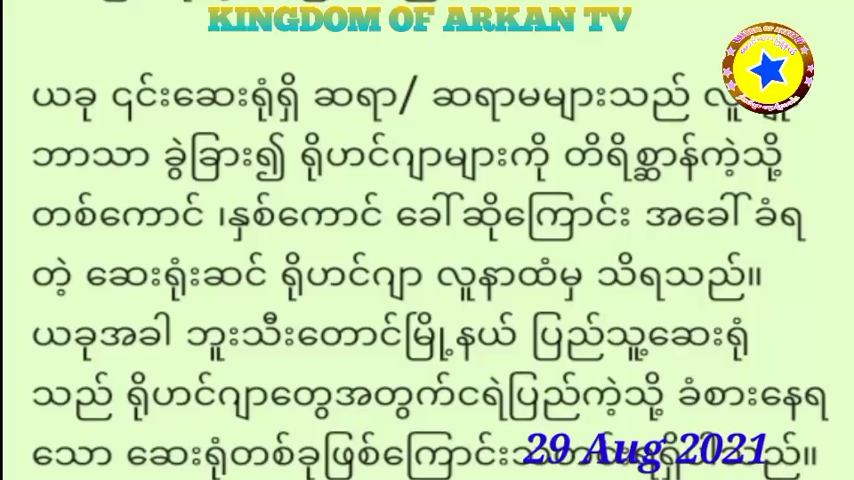 KINGDOM OF ARKAN TV
ယခု ၎င်းဆေးရုံရှိ ဆရာ/ ဆရာမများသည်
ဘာသာ ခွဲခြား၍ ရိုဟင်ဂျာများကို တိရိစ္ဆာန်ကဲ့သို့
တစ်ကောင် ၊နှစ်ကောင် ခေါ်ဆိုကြောင်း အခေါ်ခံရ
တဲ့ ဆေးရုံးဆင် ရိုဟင်ဂျာ လူနာထံမှ သိရသည်။
ယခုအခါ ဘူးသီးတောင်မြို့နယ် ပြည်သူ့ဆေးရုံ
သည် ရိုဟင်ဂျာတွေအတွက်ငရဲပြည်ကဲ့သို့ ခံစားနေရ
သော ဆေးရုံတစ်ခုဖြစ်ကြောင်း
29 Aug 2021